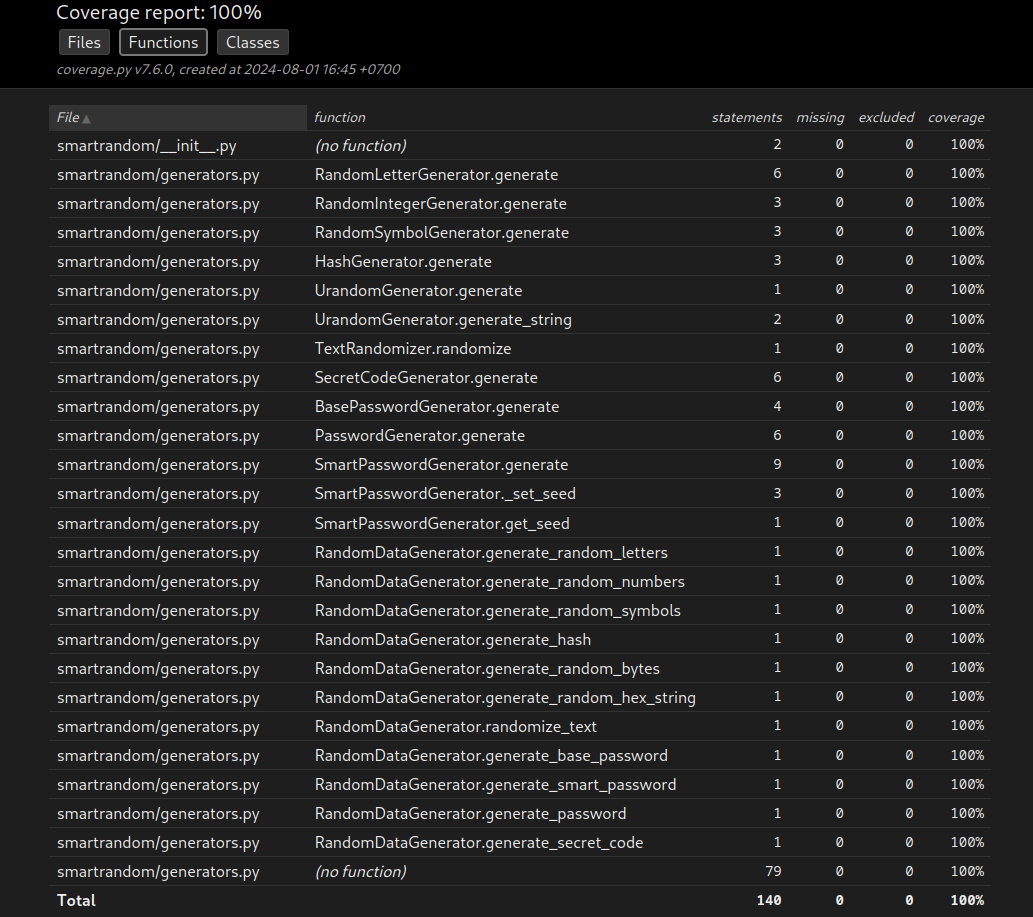 Coverage report: 100%
Files Functions Classes
coverage.py v7.6.0, created at 2024-08-01 16:45 +0700
File ▲ function statements missing excluded coverage
smartrandom/__init__.py (no function) 2 0 0 100%
smartrandom/generators.py RandomLetterGenerator.generate 6 0 0 100%
smartrandom/generators.py RandomIntegerGenerator.generate 3 0 0 100%
smartrandom/generators.py RandomSymbolGenerator.generate 3 0 0 100%
smartrandom/generators.py HashGenerator.generate 3 0 0 100%
smartrandom/generators.py UrandomGenerator.generate 1 0 0 100%
smartrandom/generators.py UrandomGenerator.generate_string 2 0 0 100%
smartrandom/generators.py TextRandomizer.randomize 1 0 0 100%
smartrandom/generators.py SecretCodeGenerator.generate 6 0 0 100%
smartrandom/generators.py BasePasswordGenerator.generate 4 0 0 100%
smartrandom/generators.py PasswordGenerator.generate 6 0 0 100%
smartrandom/generators.py SmartPasswordGenerator.generate 9 0 0 100%
smartrandom/generators.py SmartPasswordGenerator._set_seed 3 0 0 100%
smartrandom/generators.py SmartPasswordGenerator.get_seed 1 0 0 100%
smartrandom/generators.py RandomDataGenerator.generate_random_letters 1 0 0 100%
smartrandom/generators.py RandomDataGenerator.generate_random_numbers 1 0 0 100%
smartrandom/generators.py RandomDataGenerator.generate_random_symbols 1 0 0 100%
smartrandom/generators.py RandomDataGenerator.generate_hash 1 0 0 100%
smartrandom/generators.py RandomDataGenerator.generate_random_bytes 1 0 0 100%
smartrandom/generators.py RandomDataGenerator.generate_random_hex_string 1 0 0 100%
smartrandom/generators.py RandomDataGenerator.randomize_text 1 0 0 100%
smartrandom/generators.py RandomDataGenerator.generate_base_password 1 0 0 100%
smartrandom/generators.py RandomDataGenerator.generate_smart_password 1 0 0 100%
smartrandom/generators.py RandomDataGenerator.generate_password 1 0 0 100%
smartrandom/generators.py RandomDataGenerator.generate_secret_code 1 0 0 100%
smartrandom/generators.py (no function) 79 0 0 100%
Total 140 0 0 100%